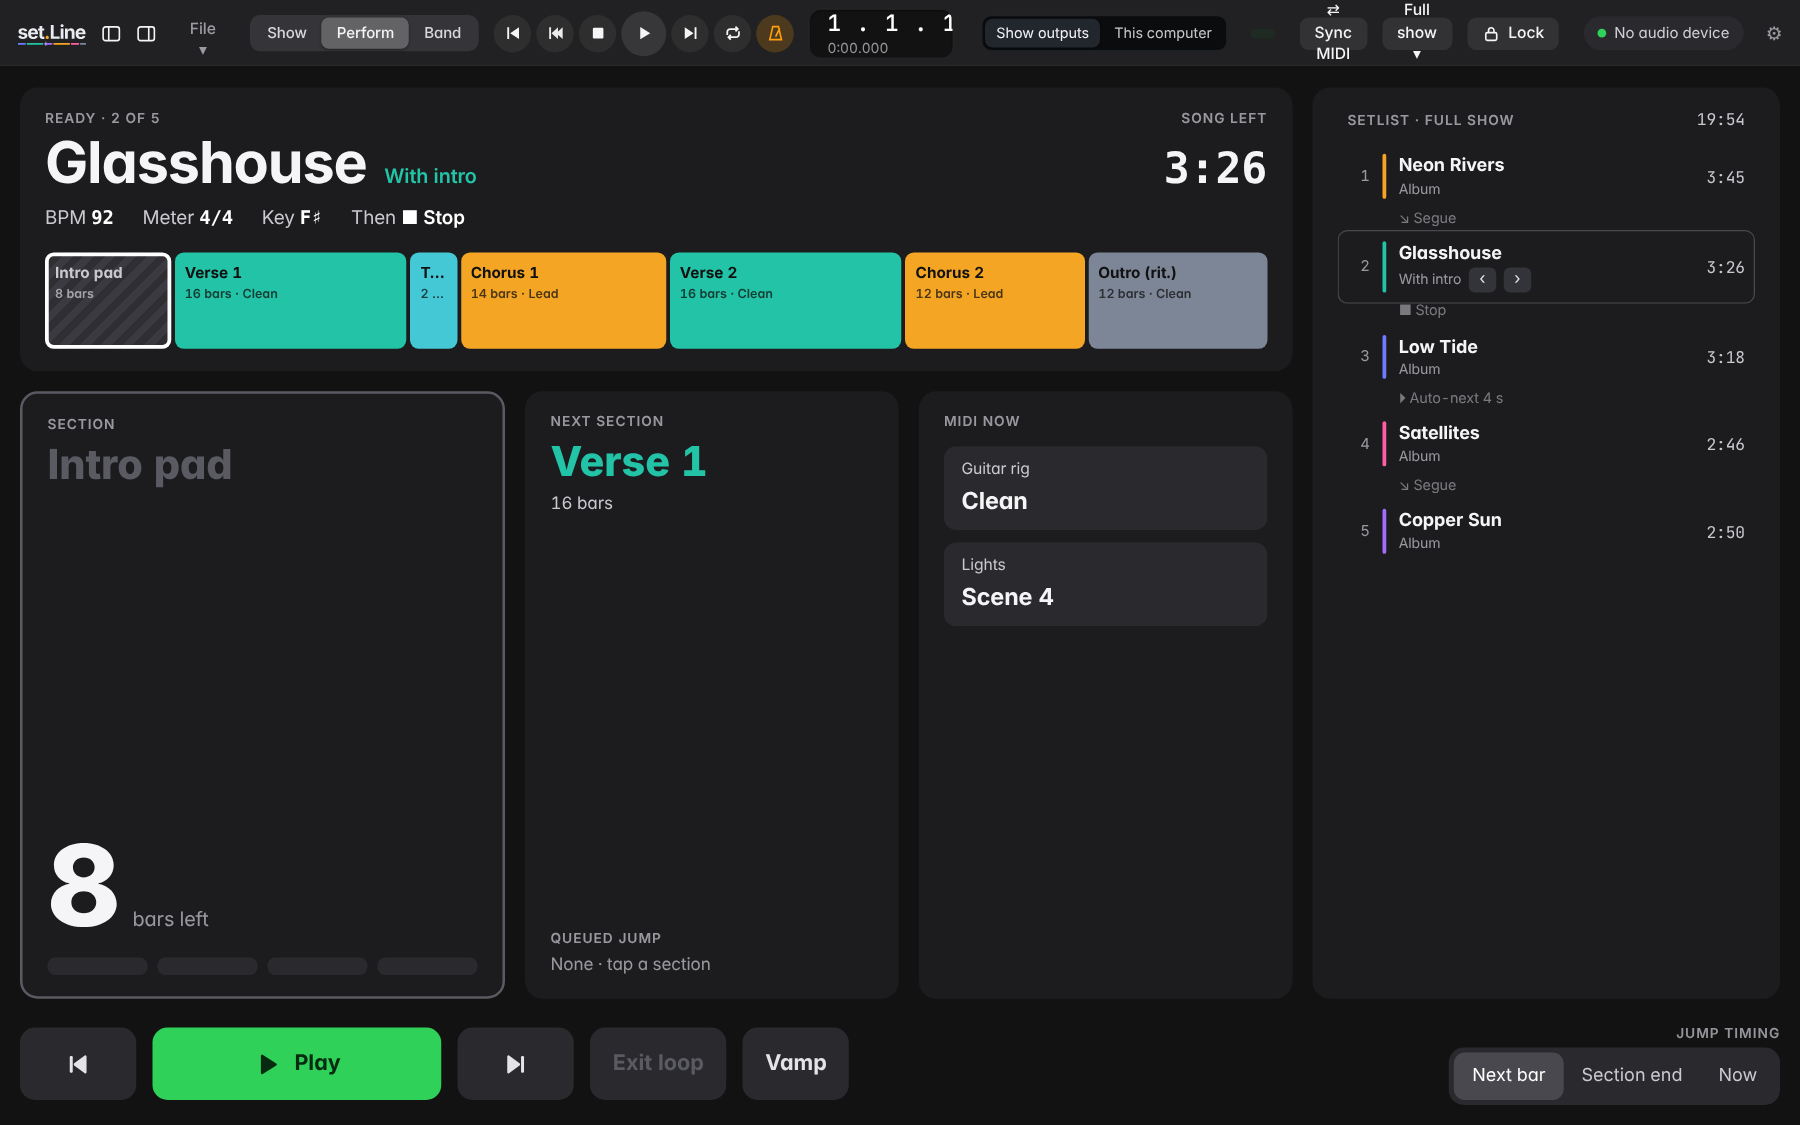 set.Line
File
▼
Show
Perform
Band
1 . 1 . 1
0:00.000
Show outputs
This computer
⇄
Sync
MIDI
Full
show
▼
Lock
No audio device
READY · 2 OF 5
SONG LEFT
Glasshouse With intro
3:26
BPM 92 Meter 4/4 Key F♯ Then ■ Stop
Intro pad
8 bars
Verse 1
16 bars · Clean
T...
2 ...
Chorus 1
14 bars · Lead
Verse 2
16 bars · Clean
Chorus 2
12 bars · Lead
Outro (rit.)
12 bars · Clean
SECTION
Intro pad
8 bars left
NEXT SECTION
Verse 1
16 bars
QUEUED JUMP
None · tap a section
MIDI NOW
Guitar rig
Clean
Lights
Scene 4
SETLIST · FULL SHOW 19:54
1 Neon Rivers 3:45
Album
↘ Segue
2 Glasshouse 3:26
With intro ‹ ›
■ Stop
3 Low Tide 3:18
Album
Auto-next 4 s
4 Satellites 2:46
Album
↘ Segue
5 Copper Sun 2:50
Album
Play
Exit loop
Vamp
JUMP TIMING
Next bar
Section end
Now